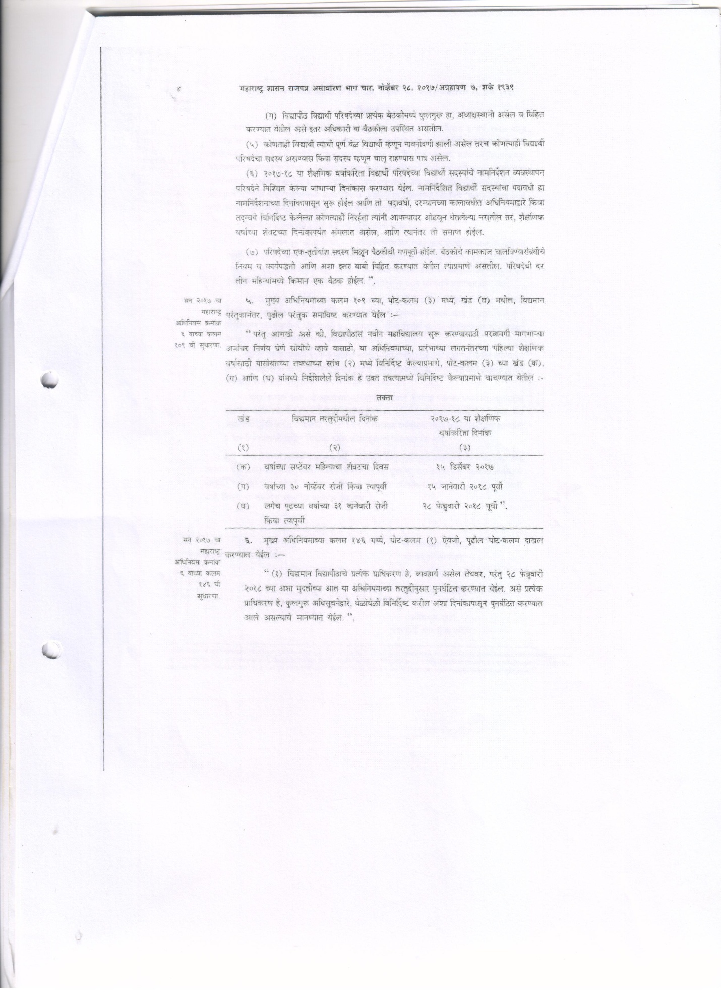 ४
महाराष्ट्र शासन राजपत्र असाधारण भाग चार, नोव्हेंबर २८, २०१७/अग्रहायण ७, शके १९३९
(ग) विद्यापीठ विद्यार्थी परिषदेच्या प्रत्येक बैठकीमध्ये कुलगुरू हा, अध्यक्षस्थानी असेल व विहित
करण्यात येतील असे इतर अधिकारी या बैठकीला उपस्थित असतील.
(५) कोणताही विद्यार्थी त्याची पूर्ण वेळ विद्यार्थी म्हणून नावनोंदणी झाली असेल तरच कोणत्याही विद्यार्थी
परिषदेचा सदस्य असण्यास किंवा सदस्य म्हणून चालू राहण्यास पात्र असेल.
(६) २०१७-१८ या शैक्षणिक वर्षाकरिता विद्यार्थी परिषदेच्या विद्यार्थी सदस्यांचे नामनिर्देशन व्यवस्थापन
परिषदेने निश्चित केल्या जाणाऱ्या दिनांकास करण्यात येईल. नामनिर्देशित विद्यार्थी सदस्यांचा पदावधी हा
नामनिर्देशनाच्या दिनांकापासून सुरू होईल आणि तो पदावधी, दरम्यानच्या कालावधीत अधिनियमाद्वारे किंवा
तद्‌न्वये विनिर्दिष्ट केलेल्या कोणत्याही निरर्हता त्यांनी आपल्यावर ओढवून घेतलेल्या नसतील तर, शैक्षणिक
वर्षाच्या शेवटच्या दिनांकापर्यंत अंमलात असेल, आणि त्यानंतर तो समाप्त होईल.
(७) परिषदेच्या एक-तृतीयांश सदस्य मिळून बैठकीची गणपूर्ती होईल. बैठकीचे कामकाज चालविण्यासंबंधीचे
नियम व कार्यपद्धती आणि अशा इतर बाबी विहित करण्यात येतील त्याप्रमाणे असतील. परिषदेची दर
तीन महिन्यांमध्ये किमान एक बैठक होईल.”.
सन २०१७ चा
महाराष्ट्र
अधिनियम क्रमांक
६ याच्या कलम
१०९ ची सुधारणा.
५. मुख्य अधिनियमाच्या कलम १०९ च्या, पोट-कलम (३) मध्ये, खंड (घ) मधील, विद्यमान
परंतुकानंतर, पुढील परंतुक समाविष्ट करण्यात येईल :—
“परंतु आणखी असे की, विद्यापीठास नवीन महाविद्यालय सुरू करण्यासाठी परवानगी मागणाऱ्या
अर्जावर निर्णय घेणे सोयीचे व्हावे यासाठी, या अधिनियमाच्या, प्रारंभाच्या लगतनंतरच्या पहिल्या शैक्षणिक
वर्षासाठी यासोबतच्या तक्त्याच्या स्तंभ (२) मध्ये विनिर्दिष्ट केल्याप्रमाणे, पोट-कलम (३) च्या खंड (क),
(ग) आणि (घ) यांमध्ये निर्देशिलेले दिनांक हे उक्त तक्त्यामध्ये विनिर्दिष्ट केल्याप्रमाणे वाचण्यात येतील :-
तक्ता
खंड विद्यमान तरतुदीमधील दिनांक २०१७-१८ या शैक्षणिक
वर्षाकरिता दिनांक
(१) (२) (३)
(क) वर्षाच्या सप्टेंबर महिन्याचा शेवटचा दिवस १५ डिसेंबर २०१७
(ग) वर्षाच्या ३० नोव्हेंबर रोजी किंवा त्यापूर्वी १५ जानेवारी २०१८ पूर्वी
(घ) लगेच पुढच्या वर्षाच्या ३१ जानेवारी रोजी २८ फेब्रुवारी २०१८ पूर्वी”.
किंवा त्यापूर्वी
सन २०१७ चा
महाराष्ट्र
अधिनियम क्रमांक
६ याच्या कलम
१४६ ची
सुधारणा.
६. मुख्य अधिनियमाच्या कलम १४६ मध्ये, पोट-कलम (१) ऐवजी, पुढील पोट-कलम दाखल
करण्यात येईल :—
“(१) विद्यमान विद्यापीठाचे प्रत्येक प्राधिकरण हे, व्यवहार्य असेल तेथवर, परंतु २८ फेब्रुवारी
२०१८ च्या अशा मुदतीच्या आत या अधिनियमाच्या तरतुदींनुसार पुनर्घटित करण्यात येईल. असे प्रत्येक
प्राधिकरण हे, कुलगुरू अधिसूचनेद्वारे, वेळोवेळी विनिर्दिष्ट करील अशा दिनांकापासून पुनर्घटित करण्यात
आले असल्याचे मानण्यात येईल.”.